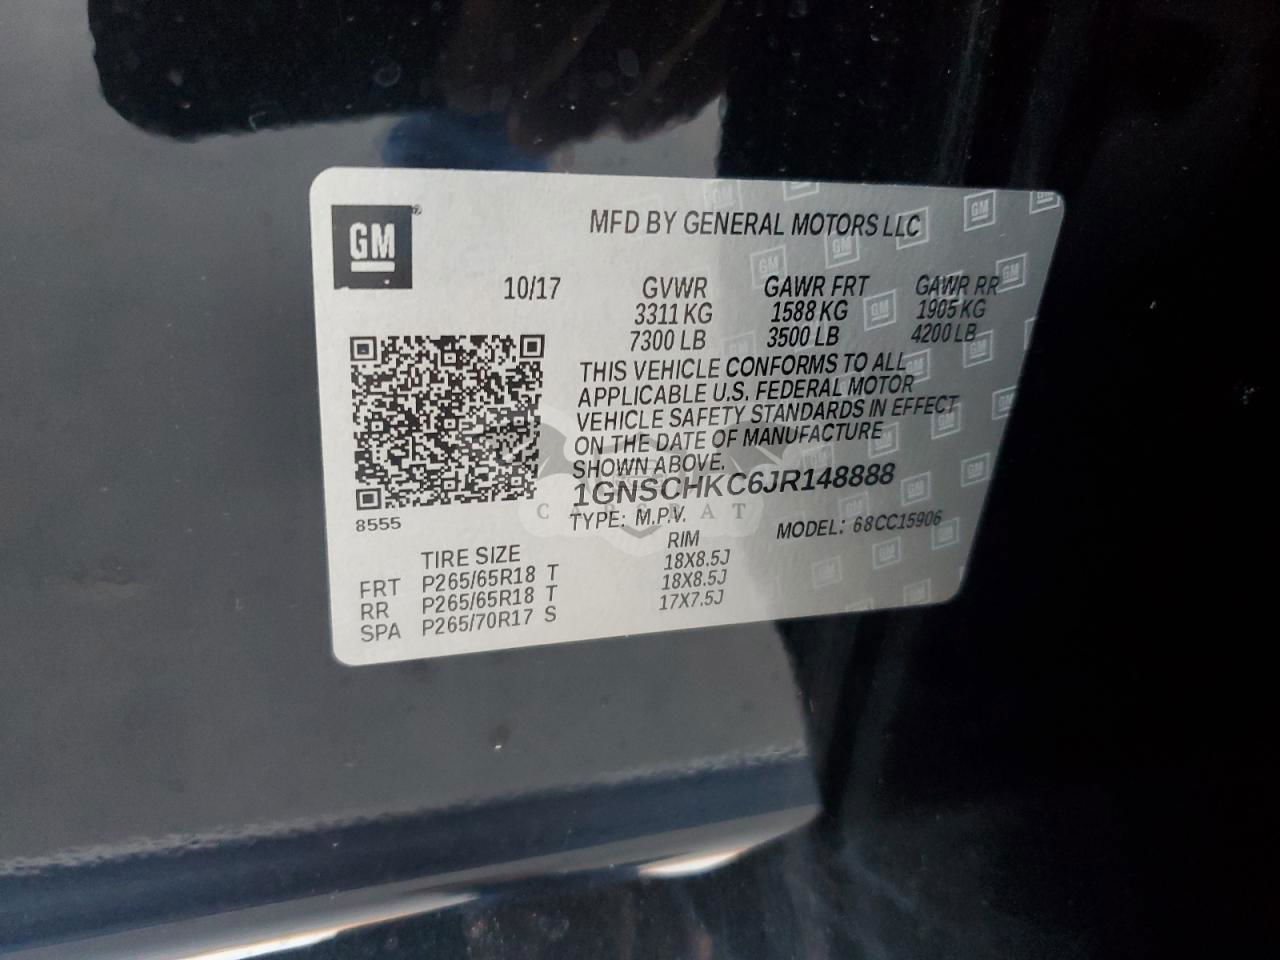 GM
MFD BY GENERAL MOTORS LLC
10/17 GVWR GAWR FRT GAWR RR
3311 KG 1588 KG 1905 KG
7300 LB 3500 LB 4200 LB
THIS VEHICLE CONFORMS TO ALL
APPLICABLE U.S. FEDERAL MOTOR
VEHICLE SAFETY STANDARDS IN EFFECT
ON THE DATE OF MANUFACTURE
SHOWN ABOVE.
1GNSCHKC6JR148888
8555
TYPE: M.P.V. MODEL: 68CC15906
TIRE SIZE RIM
FRT P265/65R18 T 18X8.5J
RR P265/65R18 T 18X8.5J
SPA P265/70R17 S 17X7.5J